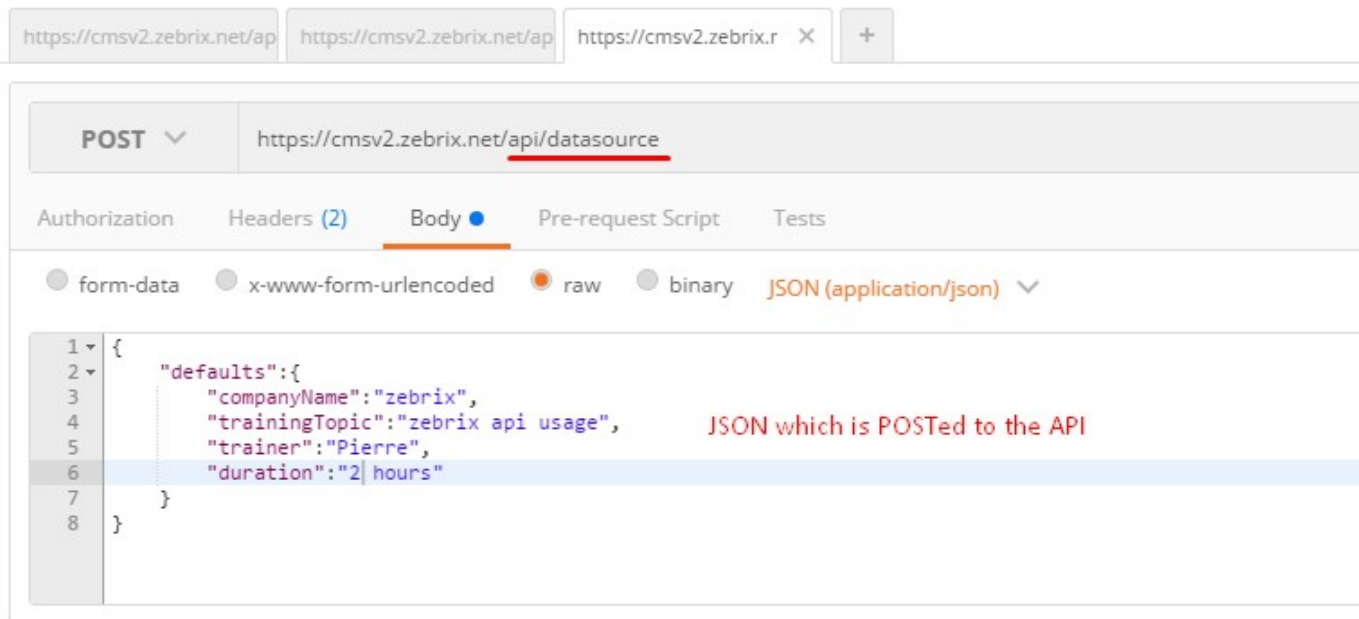 https://cmsv2.zebrix.net/ap https://cmsv2.zebrix.net/ap https://cmsv2.zebrix.r × +
POST https://cmsv2.zebrix.net/api/datasource
Authorization Headers (2) Body Pre-request Script Tests
form-data x-www-form-urlencoded raw binary JSON (application/json)
1 {
2 "defaults":{
3 "companyName":"zebrix",
4 "trainingTopic":"zebrix api usage", JSON which is POSTed to the API
5 "trainer":"Pierre",
6 "duration":"2 hours"
7 }
8 }